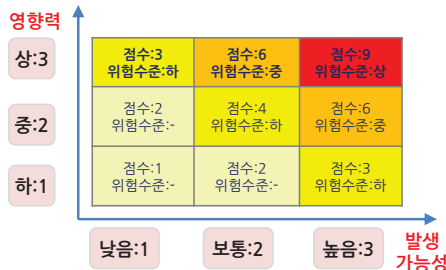 영향력
상:3
점수:3
위험수준:하
점수:6
위험수준:중
점수:9
위험수준:상
중:2
점수:2
위험수준:-
점수:4
위험수준:하
점수:6
위험수준:중
하:1
점수:1
위험수준:-
점수:2
위험수준:-
점수:3
위험수준:하
낮음:1
보통:2
높음:3
발생
가능성